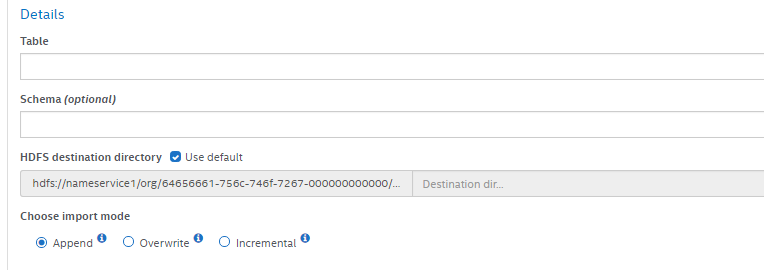 Details
Table
Schema (optional)
HDFS destination directory Use default
hdfs://nameservice1/org/64656661-756c-746f-7267-000000000000/... Destination dir...
Choose import mode
Append Overwrite Incremental